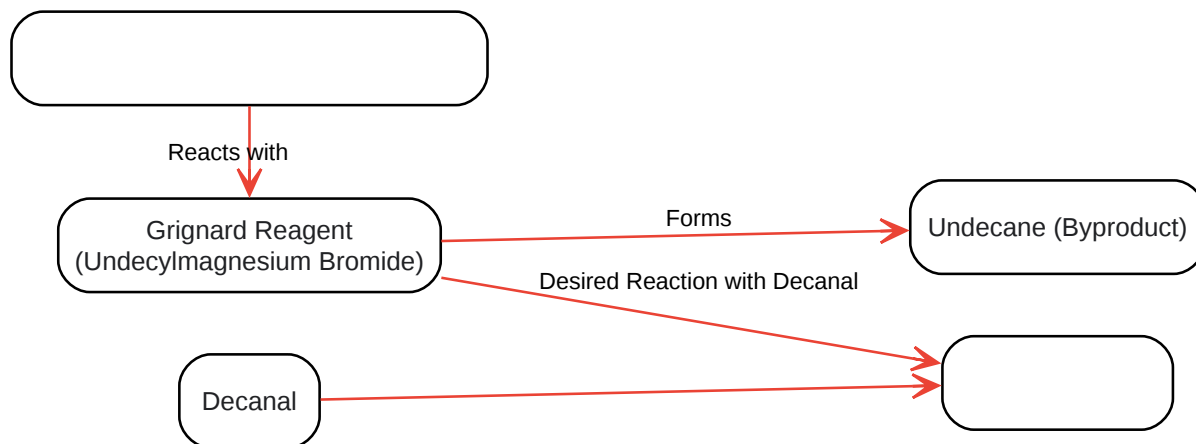 Reacts with
Grignard Reagent
(Undecylmagnesium Bromide)
Forms
Undecane (Byproduct)
Desired Reaction with Decanal
Decanal